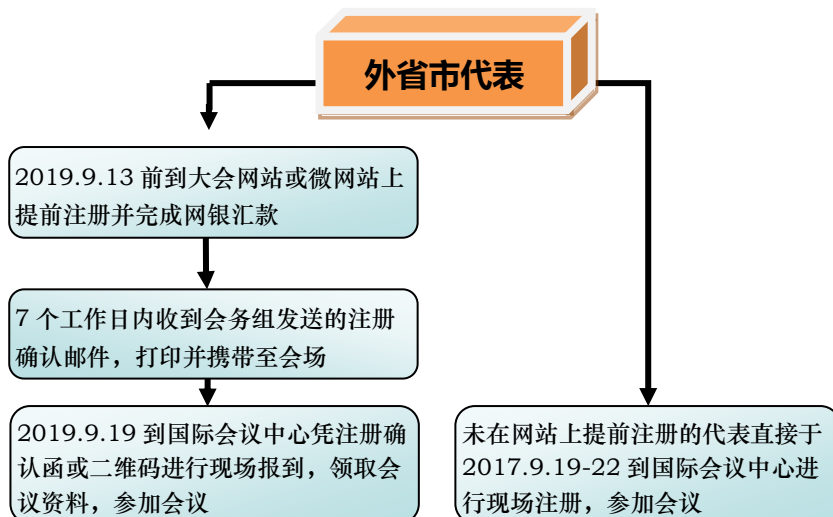 外省市代表
2019.9.13 前到大会网站或微网站上
提前注册并完成网银汇款
7 个工作日内收到会务组发送的注册
确认邮件，打印并携带至会场
2019.9.19 到国际会议中心凭注册确
认函或二维码进行现场报到，领取会
议资料，参加会议
未在网站上提前注册的代表直接于
2017.9.19-22 到国际会议中心进
行现场注册，参加会议